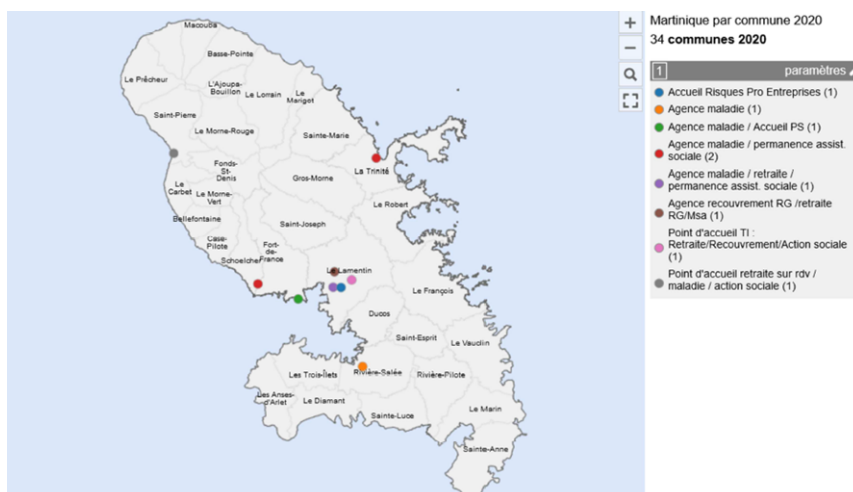 Martinique par commune 2020
34 communes 2020
1 paramètres
Accueil Risques Pro Entreprises (1)
Agence maladie (1)
Agence maladie / Accueil PS (1)
Agence maladie / permanence assist.
sociale (2)
Agence maladie / retraite /
permanence assist. sociale (1)
Agence recouvrement RG /retraite
RG/Msa (1)
Point d'accueil TI :
Retraite/Recouvrement/Action sociale
(1)
Point d'accueil retraite sur rdv /
maladie / action sociale (1)
Macouba
Basse-Pointe
Le Prêcheur
L'Ajoupa-
Bouillon
Le Lorrain
Le
Marigot
Saint-Pierre
Le Morne-Rouge
Sainte-Marie
Fonds-
St-Denis
La Trinité
Le
Carbet
Gros-Morne
Le Morne-
Vert
Le Robert
Bellefontaine
Saint-Joseph
Case-
Pilote
Fort-
de-
France
Schoelcher
Le Lamentin
Le François
Ducos
Saint-Esprit
Le Vauclin
Les Trois-Îlets
Rivière-Salée
Rivière-Pilote
Les Anses-
d'Arlet
Le Diamant
Sainte-Luce
Le Marin
Sainte-Anne